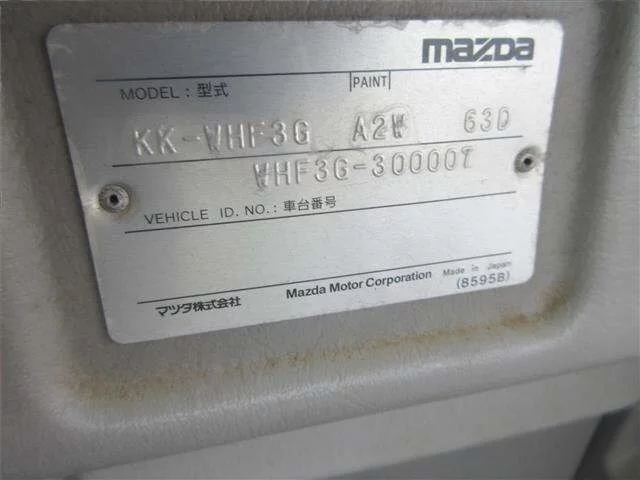 mazda
MODEL : 型式 PAINT
KK-WHF3G A2W 63D
WHF3G-300007
VEHICLE ID. NO. : 車台番号
マツダ株式会社 Mazda Motor Corporation Made in Japan
(8595B)